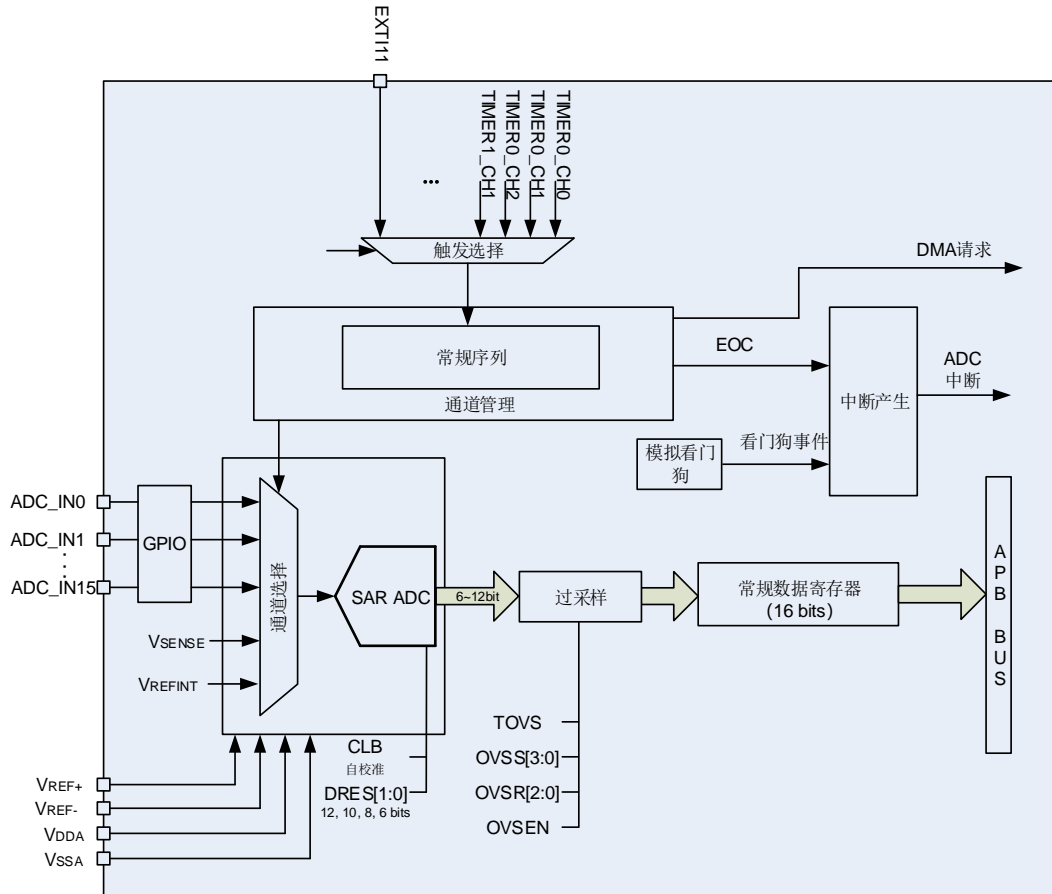 EXTI11
TIMER1_CH1
TIMER0_CH2
TIMER0_CH1
TIMER0_CH0
...
触发选择
DMA请求
常规序列
通道管理
EOC
中断产生
ADC
中断
模拟看门
狗
看门狗事件
ADC_IN0
ADC_IN1
ADC_IN15
GPIO
通道选择
VSENSE
VREFINT
SAR ADC
6~12bit
过采样
常规数据寄存器
(16 bits)
APB BUS
CLB
自校准
DRES[1:0]
12, 10, 8, 6 bits
TOVS
OVSS[3:0]
OVSR[2:0]
OVSEN
VREF+
VREF-
VDDA
VSSA